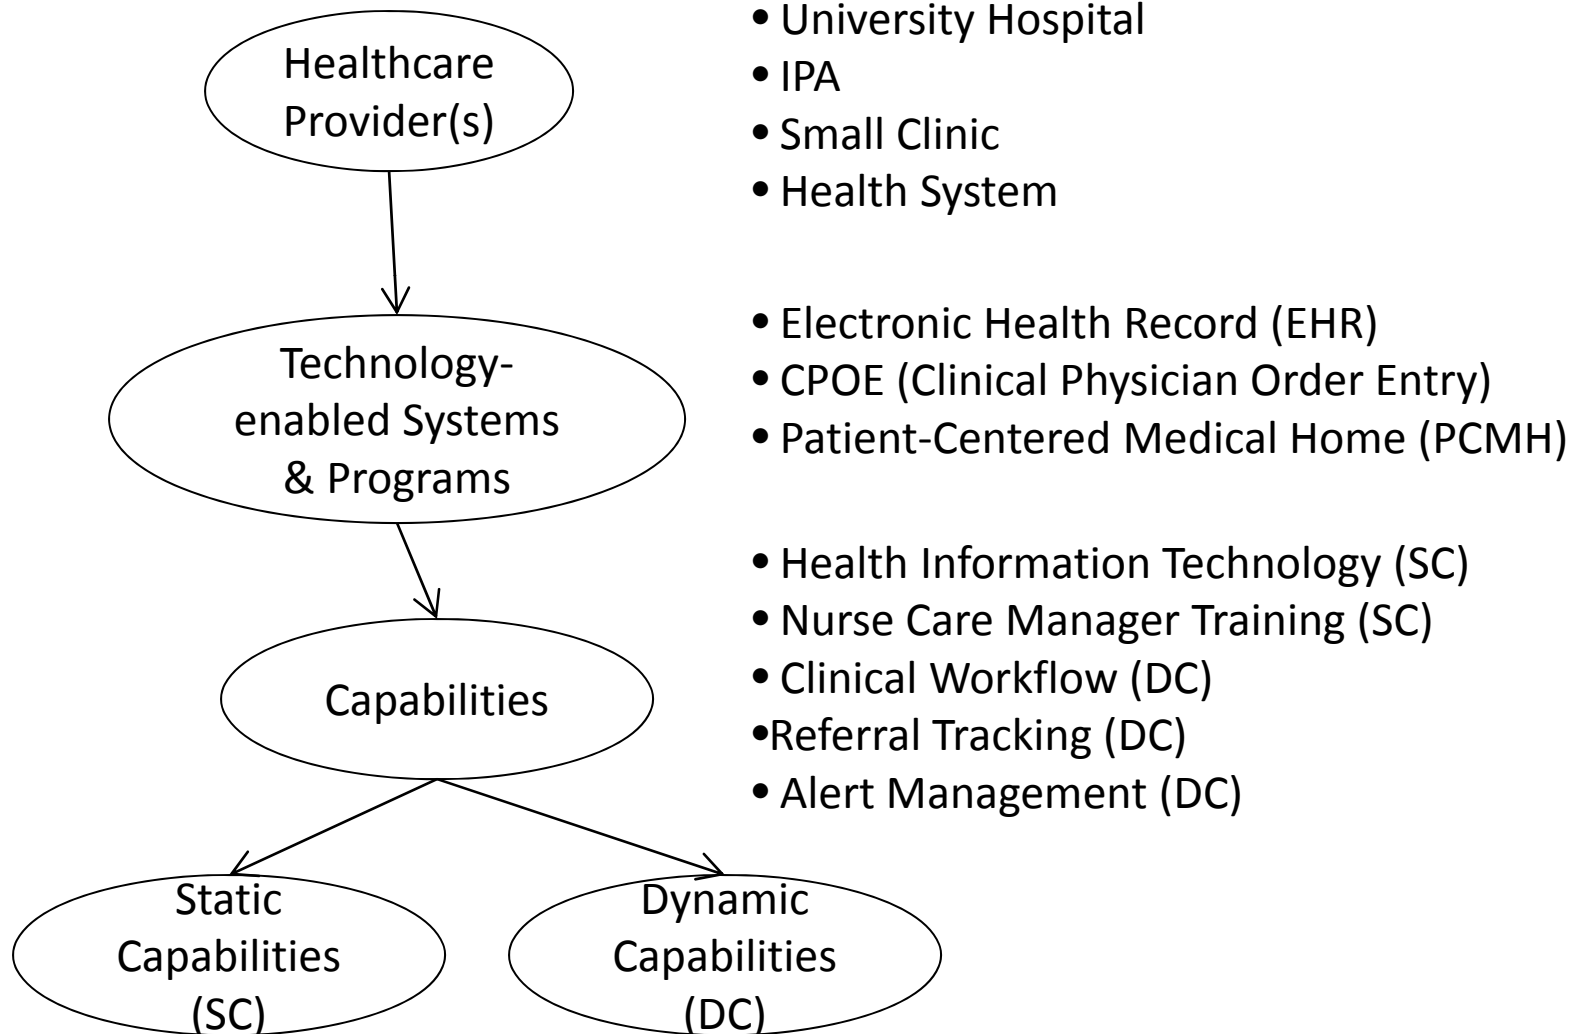 Healthcare
Provider(s)
• University Hospital
• IPA
• Small Clinic
• Health System
Technology-
enabled Systems
& Programs
• Electronic Health Record (EHR)
• CPOE (Clinical Physician Order Entry)
• Patient-Centered Medical Home (PCMH)
Capabilities
• Health Information Technology (SC)
• Nurse Care Manager Training (SC)
• Clinical Workflow (DC)
•Referral Tracking (DC)
• Alert Management (DC)
Static
Capabilities
(SC)
Dynamic
Capabilities
(DC)